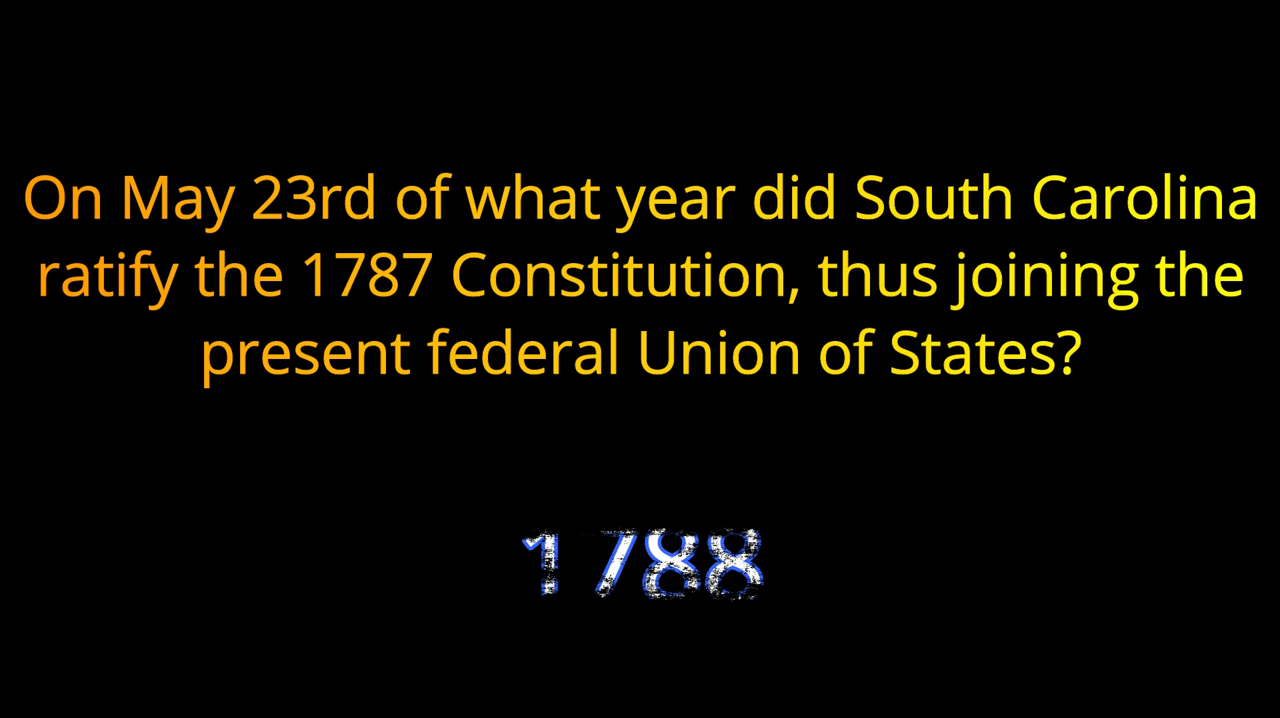 On May 23rd of what year did South Carolina
ratify the 1787 Constitution, thus joining the
present federal Union of States?
1788